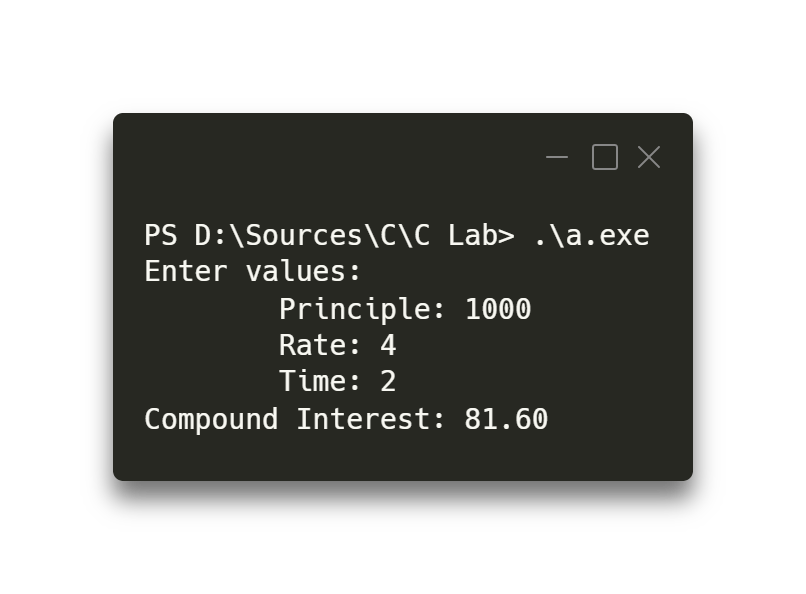 PS D:\Sources\C\C Lab> .\a.exe
Enter values:
        Principle: 1000
        Rate: 4
        Time: 2
Compound Interest: 81.60